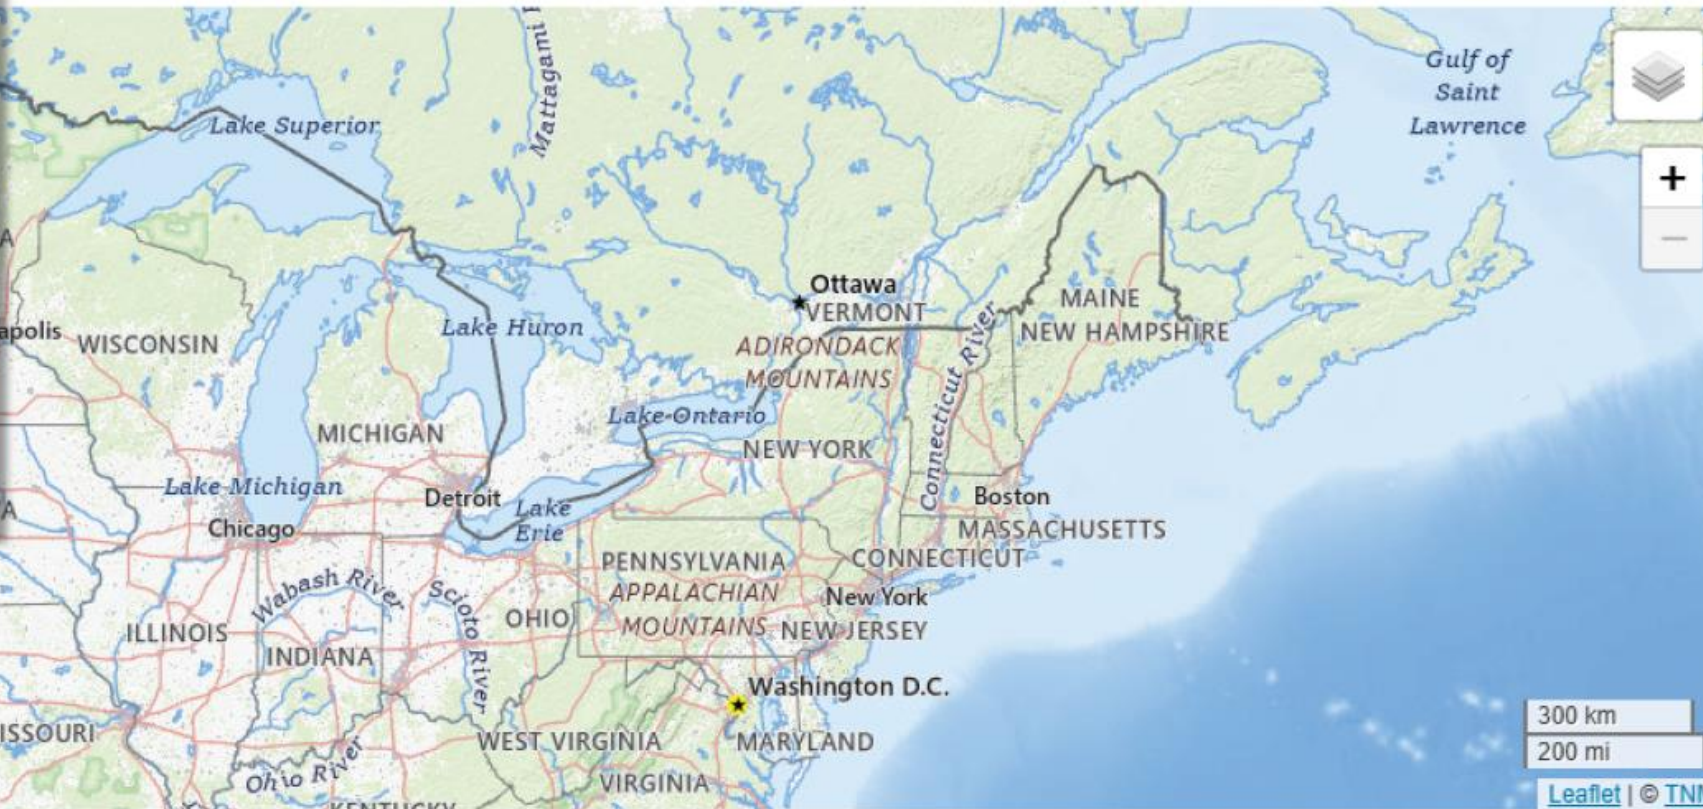 Mattagami
Gulf of
Saint
Lawrence
Lake Superior
+
−
A
Ottawa
VERMONT
MAINE
NEW HAMPSHIRE
apolis
WISCONSIN
Lake Huron
ADIRONDACK
MOUNTAINS
Connecticut River
Lake Ontario
MICHIGAN
NEW YORK
Lake Michigan
Detroit
Boston
A
Lake
Erie
Chicago
MASSACHUSETTS
PENNSYLVANIA
CONNECTICUT
Wabash River
Scioto River
APPALACHIAN
MOUNTAINS
New York
OHIO
ILLINOIS
NEW JERSEY
INDIANA
Washington D.C.
300 km
ISSOURI
WEST VIRGINIA
MARYLAND
200 mi
Ohio River
VIRGINIA
KENTUCKY
Leaflet | © TN